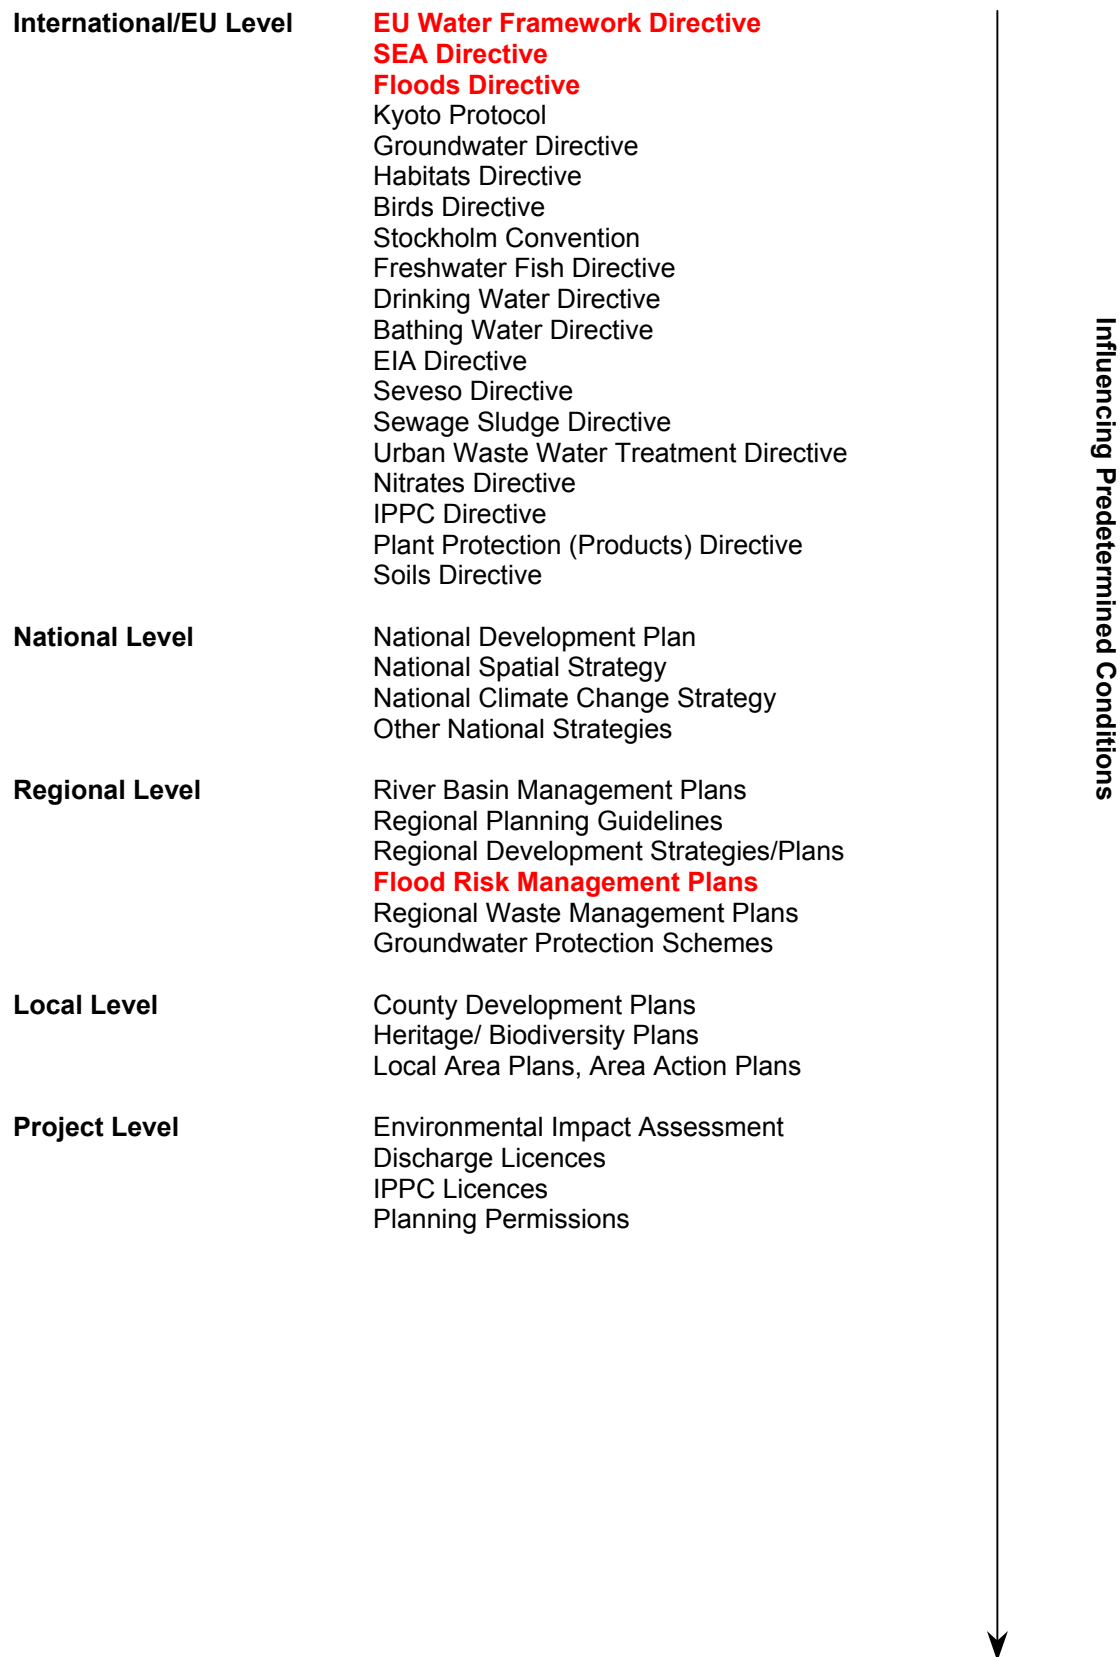 International/EU Level EU Water Framework Directive
SEA Directive
Floods Directive
Kyoto Protocol
Groundwater Directive
Habitats Directive
Birds Directive
Stockholm Convention
Freshwater Fish Directive
Drinking Water Directive
Bathing Water Directive
EIA Directive
Seveso Directive
Sewage Sludge Directive
Urban Waste Water Treatment Directive
Nitrates Directive
IPPC Directive
Plant Protection (Products) Directive
Soils Directive
National Level National Development Plan
National Spatial Strategy
National Climate Change Strategy
Other National Strategies
Regional Level River Basin Management Plans
Regional Planning Guidelines
Regional Development Strategies/Plans
Flood Risk Management Plans
Regional Waste Management Plans
Groundwater Protection Schemes
Local Level County Development Plans
Heritage/ Biodiversity Plans
Local Area Plans, Area Action Plans
Project Level Environmental Impact Assessment
Discharge Licences
IPPC Licences
Planning Permissions
Influencing Predetermined Conditions